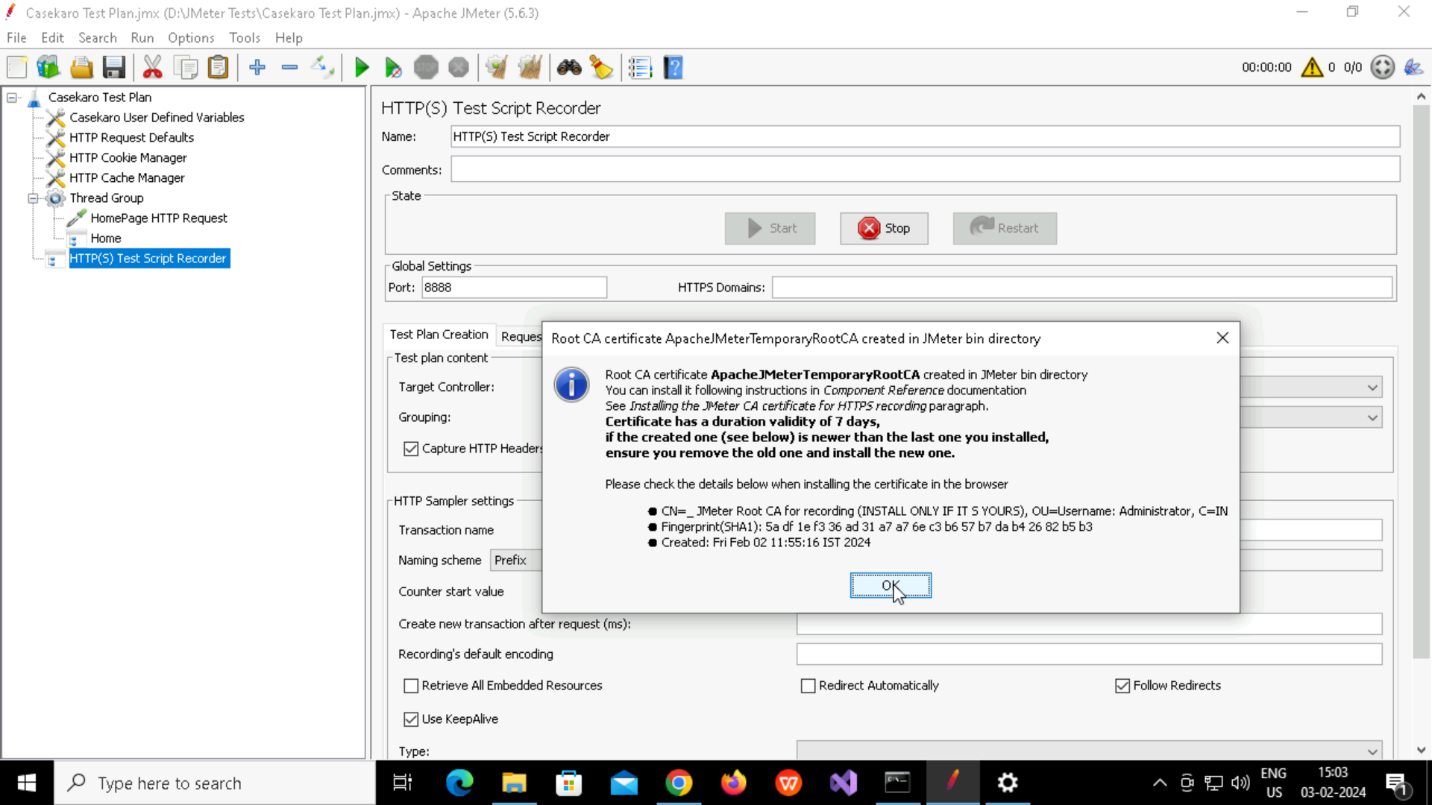 Casekaro Test Plan.jmx (D:\JMeter Tests\Casekaro Test Plan.jmx) - Apache JMeter (5.6.3)
File Edit Search Run Options Tools Help
00:00:00 0 0/0
Casekaro Test Plan
Casekaro User Defined Variables
HTTP Request Defaults
HTTP Cookie Manager
HTTP Cache Manager
Thread Group
HomePage HTTP Request
Home
HTTP(S) Test Script Recorder
HTTP(S) Test Script Recorder
Name: HTTP(S) Test Script Recorder
Comments:
State
Start Stop Restart
Global Settings
Port: 8888 HTTPS Domains:
Test Plan Creation Reques
Test plan content
Target Controller:
Grouping:
Capture HTTP Headers
HTTP Sampler settings
Transaction name
Naming scheme Prefix
Counter start value
Create new transaction after request (ms):
Recording's default encoding
Retrieve All Embedded Resources Redirect Automatically Follow Redirects
Use KeepAlive
Type:
Root CA certificate ApacheJMeterTemporaryRootCA created in JMeter bin directory
Root CA certificate ApacheJMeterTemporaryRootCA created in JMeter bin directory
You can install it following instructions in Component Reference documentation
See Installing the JMeter CA certificate for HTTPS recording paragraph.
Certificate has a duration validity of 7 days,
if the created one (see below) is newer than the last one you installed,
ensure you remove the old one and install the new one.
Please check the details below when installing the certificate in the browser
CN=_ JMeter Root CA for recording (INSTALL ONLY IF IT S YOURS), OU=Username: Administrator, C=IN
Fingerprint(SHA1): 5a df 1e f3 36 ad 31 a7 a7 6e c3 b6 57 b7 da b4 26 82 b5 b3
Created: Fri Feb 02 11:55:16 IST 2024
OK
Type here to search
ENG
US
15:03
03-02-2024
1